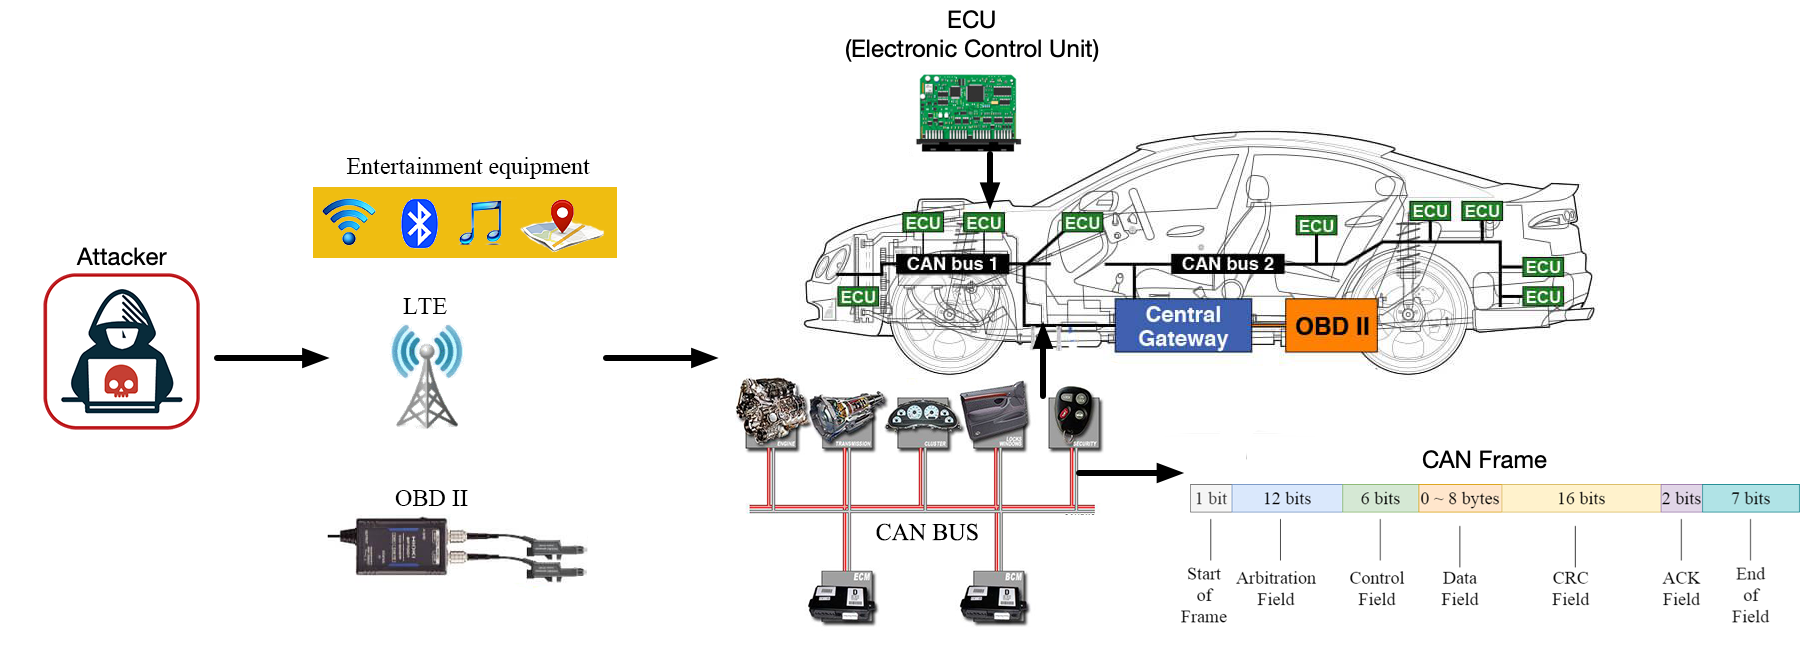 ECU
(Electronic Control Unit)
Entertainment equipment
Attacker
LTE
OBD II
ECU
ECU
ECU
ECU
ECU
ECU
ECU
ECU
ECU
CAN bus 1
CAN bus 2
Central
Gateway
OBD II
ENGINE
TRANSMISSION
CLUSTER
LOCKS
WINDOWS
SECURITY
CAN BUS
ECM
BCM
D
D
CAN Frame
1 bit
12 bits
6 bits
0 ~ 8 bytes
16 bits
2 bits
7 bits
Start
of
Frame
Arbitration
Field
Control
Field
Data
Field
CRC
Field
ACK
Field
End
of
Field